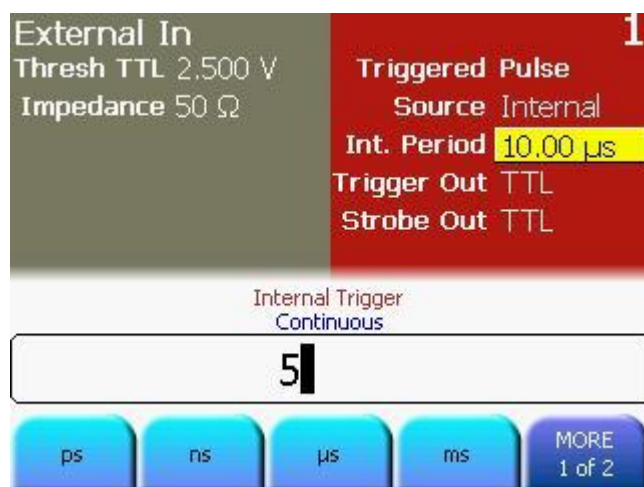 External In
Thresh TTL 2.500 V
Impedance 50 Ω
1
Triggered Pulse
Source Internal
Int. Period 10.00 µs
Trigger Out TTL
Strobe Out TTL
Internal Trigger
Continuous
5
ps
ns
µs
ms
MORE
1 of 2